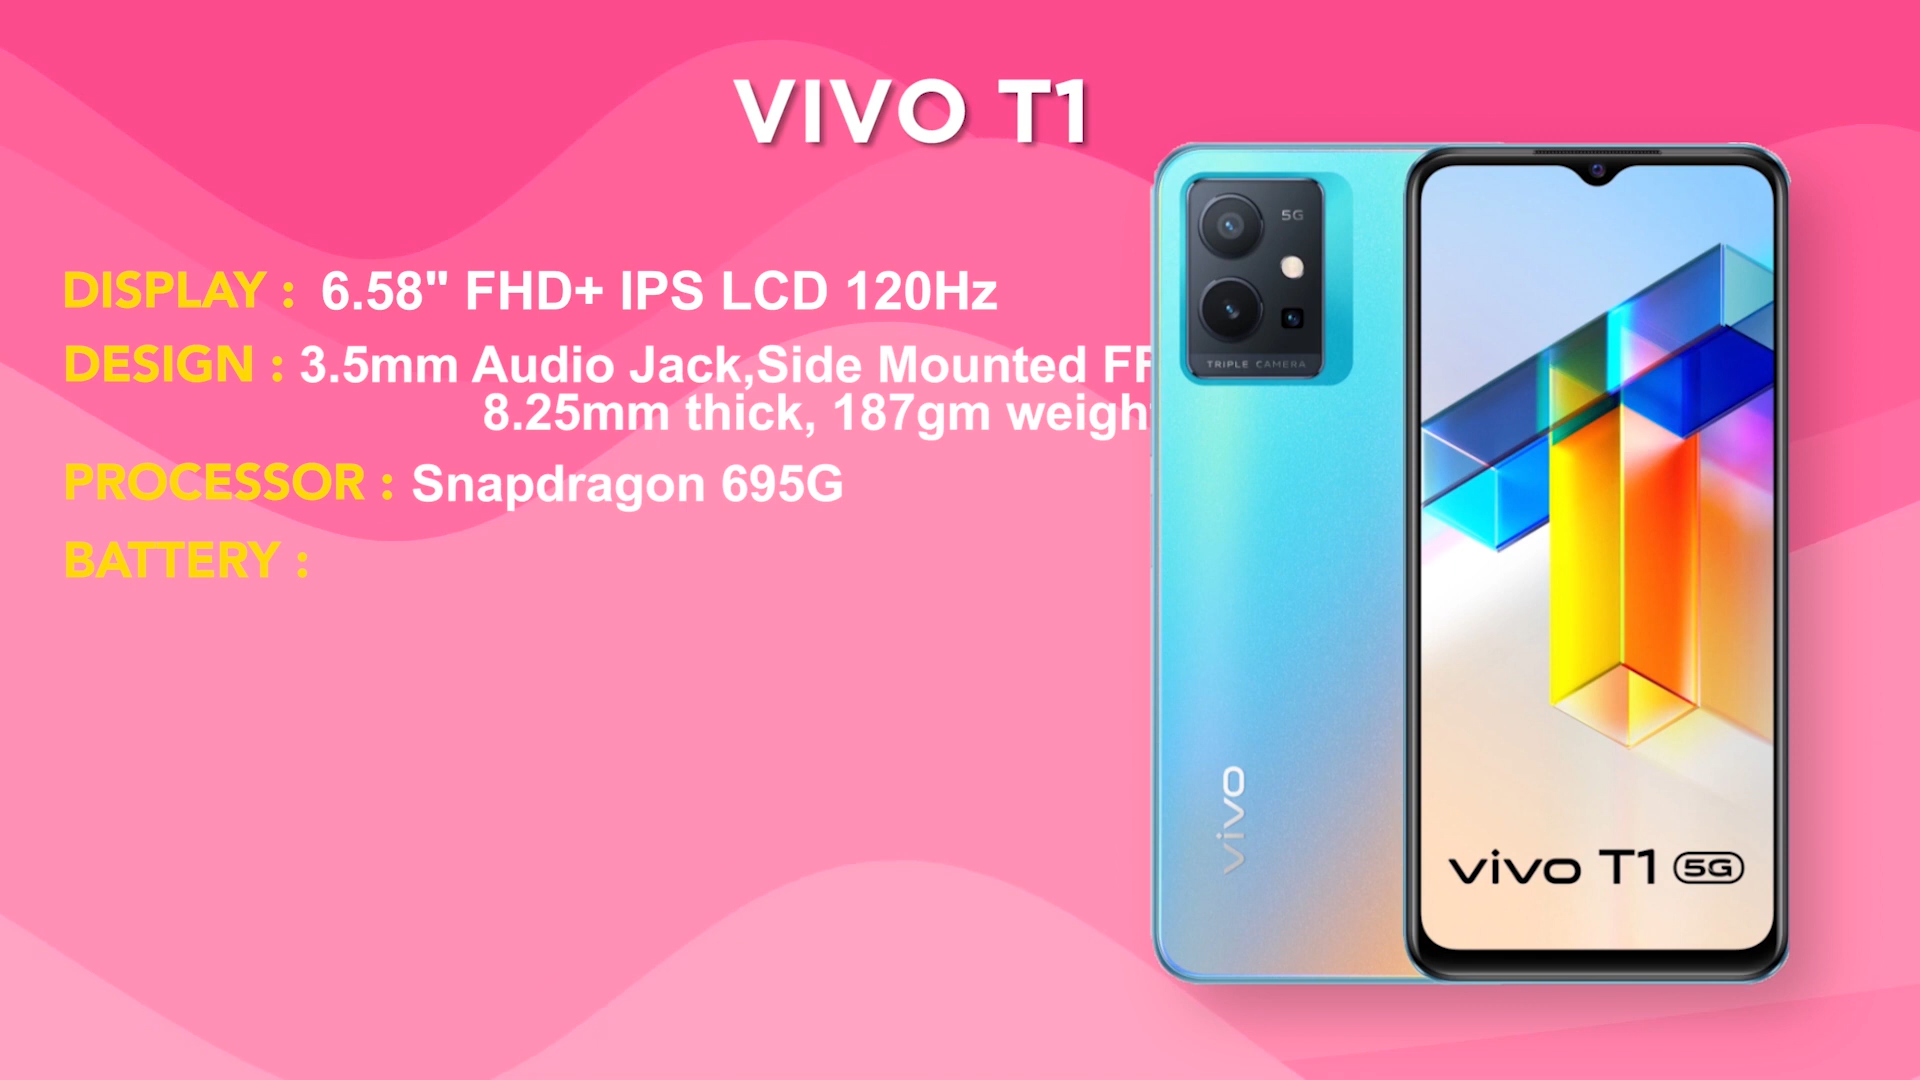 VIVO T1
DISPLAY : 6.58" FHD+ IPS LCD 120Hz
DESIGN : 3.5mm Audio Jack,Side Mounted
8.25mm thick, 187gm
PROCESSOR : Snapdragon 695G
BATTERY :
5G
TRIPLE CAMERA
vivo
vivo T1 5G